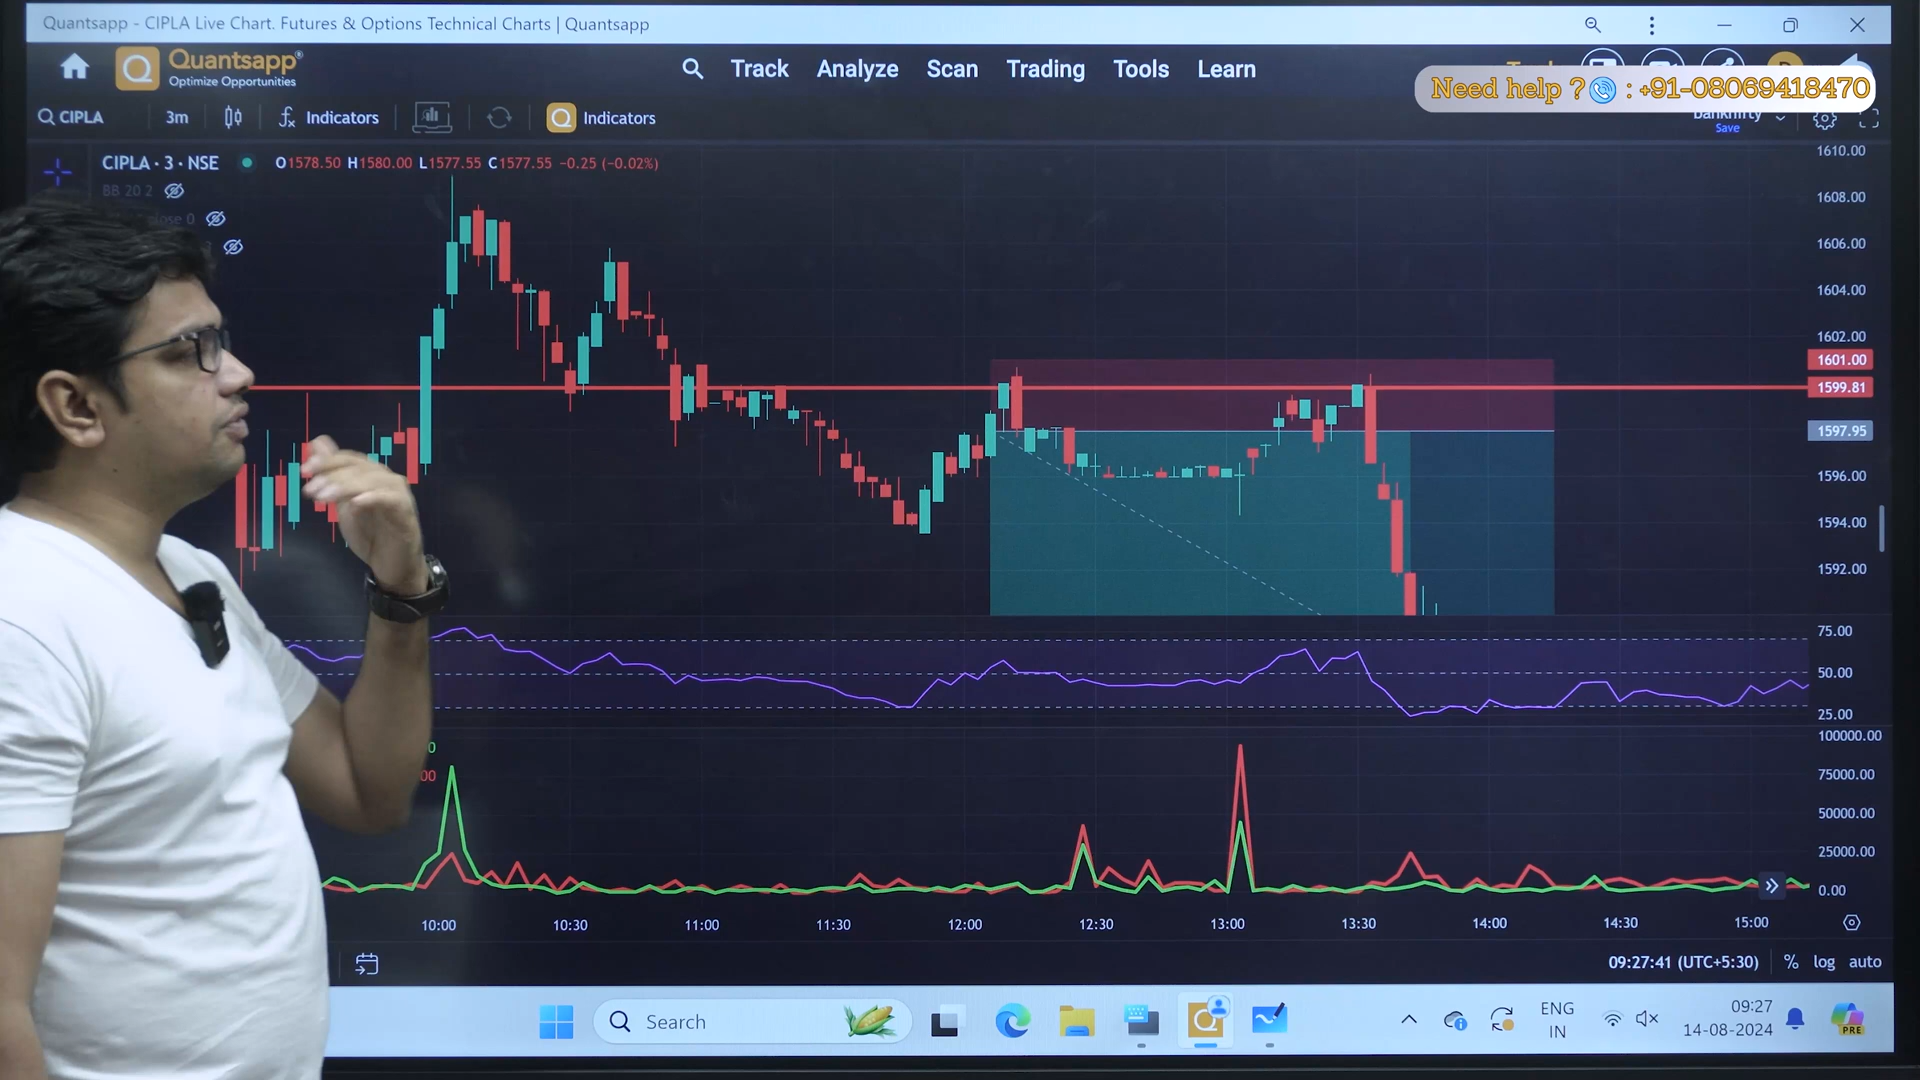 Quantsapp - CIPLA Live Chart. Futures & Options Technical Charts | Quantsapp
Quantsapp®
Optimize Opportunities
Track Analyze Scan Trading Tools Learn
Need help ? : +91-08069418470
CIPLA 3m Indicators Indicators
Save
CIPLA · 3 · NSE O1578.50 H1580.00 L1577.55 C1577.55 −0.25 (−0.02%)
BB 20 2
close 0
1610.00
1608.00
1606.00
1604.00
1602.00
1601.00
1599.81
1597.95
1596.00
1594.00
1592.00
75.00
50.00
25.00
100000.00
75000.00
50000.00
25000.00
0.00
0
00
10:00 10:30 11:00 11:30 12:00 12:30 13:00 13:30 14:00 14:30 15:00
09:27:41 (UTC+5:30) % log auto
Search
ENG
IN
09:27
14-08-2024
PRE